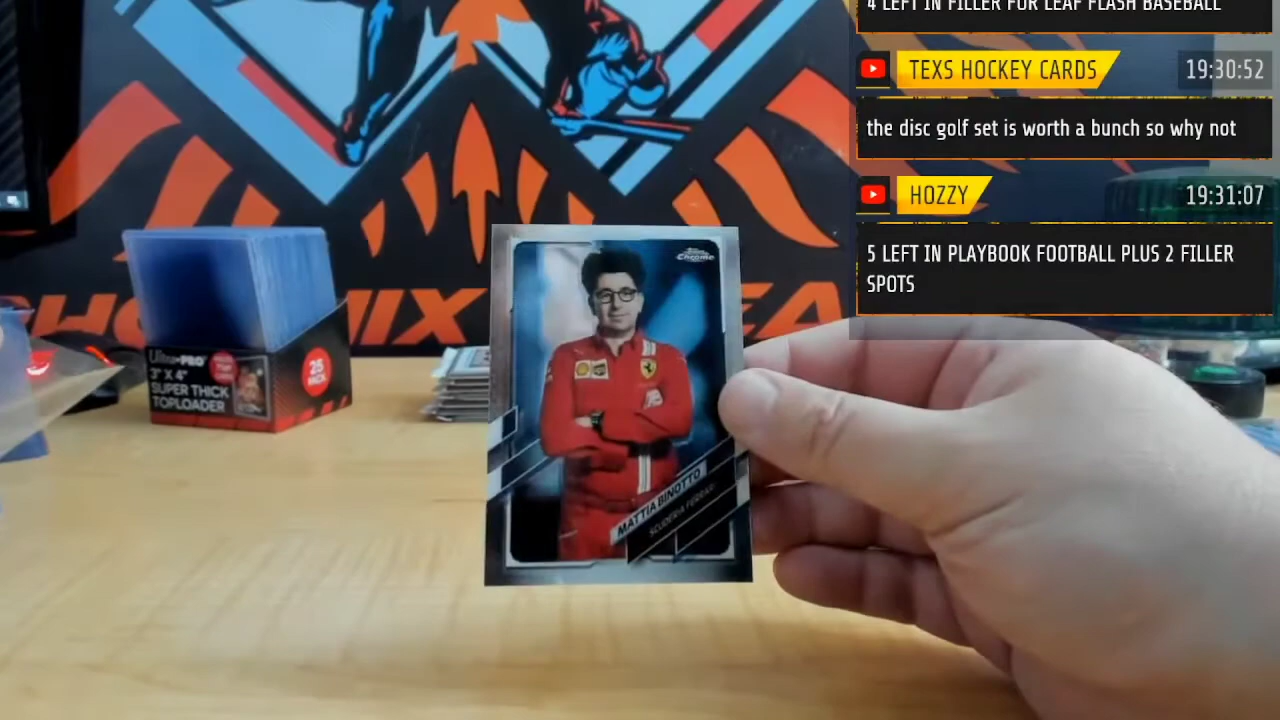 4 LEFT IN FILLER FOR LEAF FLASH BASEBALL
TEXS HOCKEY CARDS
19:30:52
the disc golf set is worth a bunch so why not
HOZZY
19:31:07
5 LEFT IN PLAYBOOK FOOTBALL PLUS 2 FILLER
SPOTS
Chrome
MATTIA BINOTTO
SCUDERIA FERRARI
ULTRA-PRO
3" X 4"
SUPER THICK
TOPLOADER
25
PACK